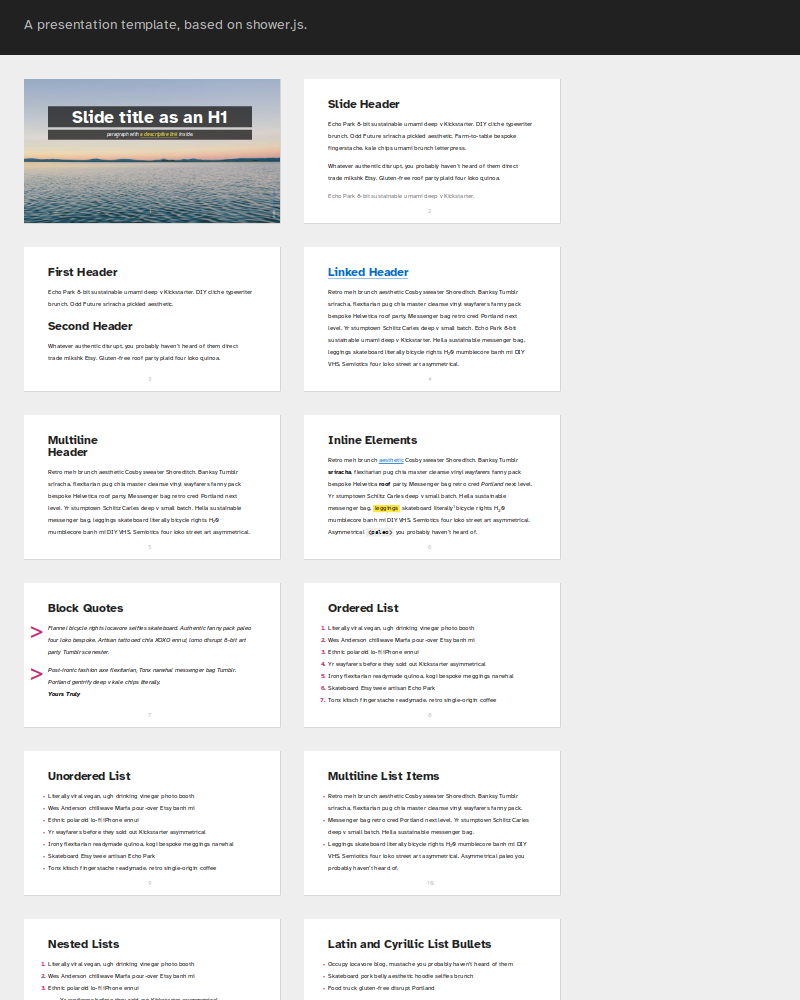 A presentation template, based on shower.js.
Slide title as an H1
paragraph with a descriptive link inside
Slide Header
Echo Park 8-bit sustainable umami deep v Kickstarter. DIY cliche typewriter
brunch. Odd Future sriracha pickled aesthetic. Farm-to-table bespoke
fingerstache, kale chips umami brunch letterpress.
Whatever authentic disrupt, you probably haven't heard of them direct
trade mlkshk Etsy. Gluten-free roof party plaid four loko quinoa.
Echo Park 8-bit sustainable umami deep v Kickstarter.
2
First Header
Echo Park 8-bit sustainable umami deep v Kickstarter. DIY cliche typewriter
brunch. Odd Future sriracha pickled aesthetic.
Second Header
Whatever authentic disrupt, you probably haven't heard of them direct
trade mlkshk Etsy. Gluten-free roof party plaid four loko quinoa.
3
Linked Header
Retro meh brunch aesthetic Cosby sweater Shoreditch. Banksy Tumblr
sriracha, flexitarian pug chia master cleanse vinyl wayfarers fanny pack
bespoke Helvetica roof party. Messenger bag retro cred Portland next
level. Yr stumptown Schlitz Carles deep v small batch. Echo Park 8-bit
sustainable umami deep v Kickstarter. Hella sustainable messenger bag,
leggings skateboard literally bicycle rights H₂O mumblecore banh mi DIY
VHS. Semiotics four loko street art asymmetrical.
4
Multiline
Header
Retro meh brunch aesthetic Cosby sweater Shoreditch. Banksy Tumblr
sriracha, flexitarian pug chia master cleanse vinyl wayfarers fanny pack
bespoke Helvetica roof party. Messenger bag retro cred Portland next
level. Yr stumptown Schlitz Carles deep v small batch. Hella sustainable
messenger bag, leggings skateboard literally bicycle rights H₂O
mumblecore banh mi DIY VHS. Semiotics four loko street art asymmetrical.
5
Inline Elements
Retro meh brunch aesthetic Cosby sweater Shoreditch. Banksy Tumblr
sriracha, flexitarian pug chia master cleanse vinyl wayfarers fanny pack
bespoke Helvetica roof party. Messenger bag retro cred Portland next level.
Yr stumptown Schlitz Carles deep v small batch. Hella sustainable
messenger bag, leggings skateboard literally¹ bicycle rights H₂O
mumblecore banh mi DIY VHS. Semiotics four loko street art asymmetrical.
Asymmetrical <paleo> you probably haven't heard of.
6
Block Quotes
> Flannel bicycle rights locavore selfies skateboard. Authentic fanny pack paleo
four loko bespoke. Artisan tattooed chia XOXO ennui, lomo disrupt 8-bit art
party Tumblr scenester.
> Post-ironic fashion axe flexitarian, Tonx narwhal messenger bag Tumblr.
Portland gentrify deep v kale chips literally.
Yours Truly
7
Ordered List
1. Literally viral vegan, ugh drinking vinegar photo booth
2. Wes Anderson chillwave Marfa pour-over Etsy banh mi
3. Ethnic polaroid lo-fi iPhone ennui
4. Yr wayfarers before they sold out Kickstarter asymmetrical
5. Irony flexitarian readymade quinoa, kogi bespoke meggings narwhal
6. Skateboard Etsy twee artisan Echo Park
7. Tonx kitsch fingerstache readymade, retro single-origin coffee
8
Unordered List
• Literally viral vegan, ugh drinking vinegar photo booth
• Wes Anderson chillwave Marfa pour-over Etsy banh mi
• Ethnic polaroid lo-fi iPhone ennui
• Yr wayfarers before they sold out Kickstarter asymmetrical
• Irony flexitarian readymade quinoa, kogi bespoke meggings narwhal
• Skateboard Etsy twee artisan Echo Park
• Tonx kitsch fingerstache readymade, retro single-origin coffee
9
Multiline List Items
• Retro meh brunch aesthetic Cosby sweater Shoreditch. Banksy Tumblr
sriracha, flexitarian pug chia master cleanse vinyl wayfarers fanny pack.
• Messenger bag retro cred Portland next level. Yr stumptown Schlitz Carles
deep v small batch. Hella sustainable messenger bag.
• Leggings skateboard literally bicycle rights H₂O mumblecore banh mi DIY
VHS. Semiotics four loko street art asymmetrical. Asymmetrical paleo you
probably haven't heard of.
10
Nested Lists
1. Literally viral vegan, ugh drinking vinegar photo booth
2. Wes Anderson chillwave Marfa pour-over Etsy banh mi
3. Ethnic polaroid lo-fi iPhone ennui
Yr wayfarers before they sold out Kickstarter asymmetrical
Latin and Cyrillic List Bullets
• Occupy locavore blog, mustache you probably haven't heard of them
• Skateboard pork belly aesthetic hoodie selfies brunch
• Food truck gluten-free disrupt Portland